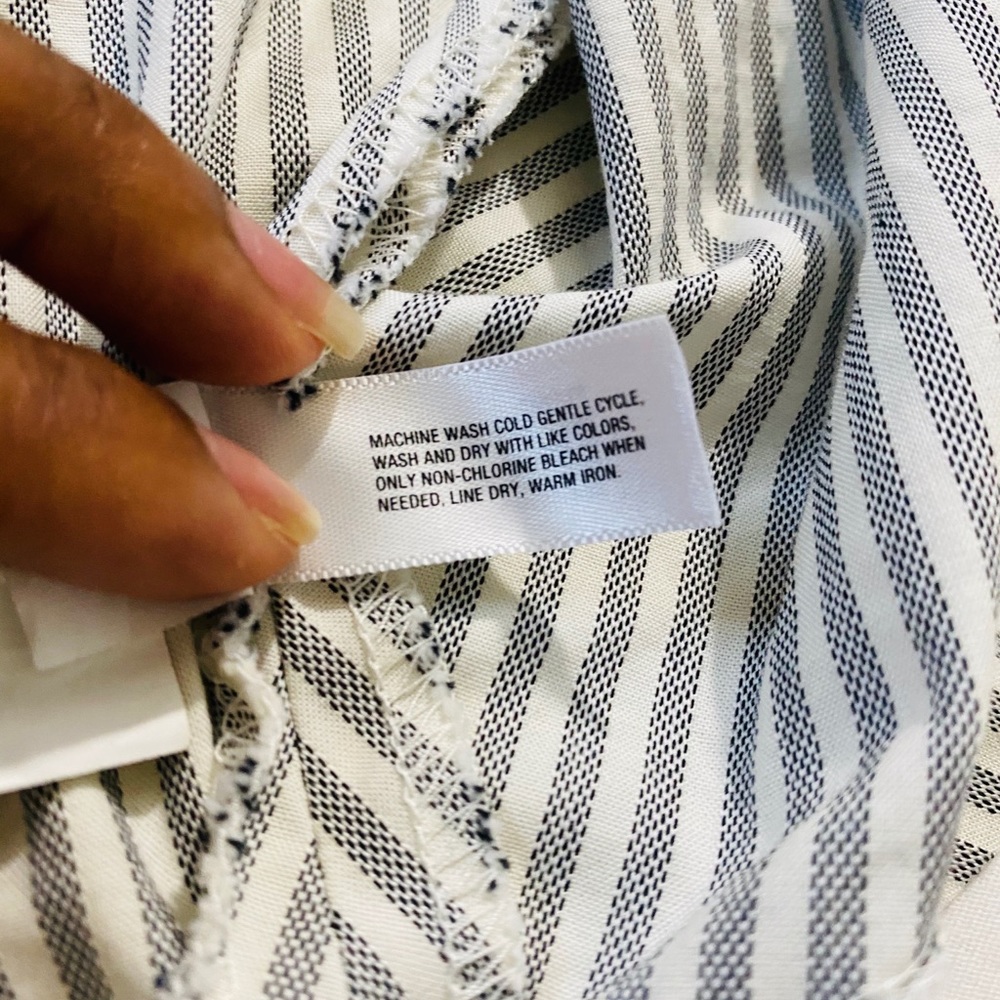 MACHINE WASH COLD GENTLE CYCLE,
WASH AND DRY WITH LIKE COLORS,
ONLY NON-CHLORINE BLEACH WHEN
NEEDED, LINE DRY, WARM IRON.